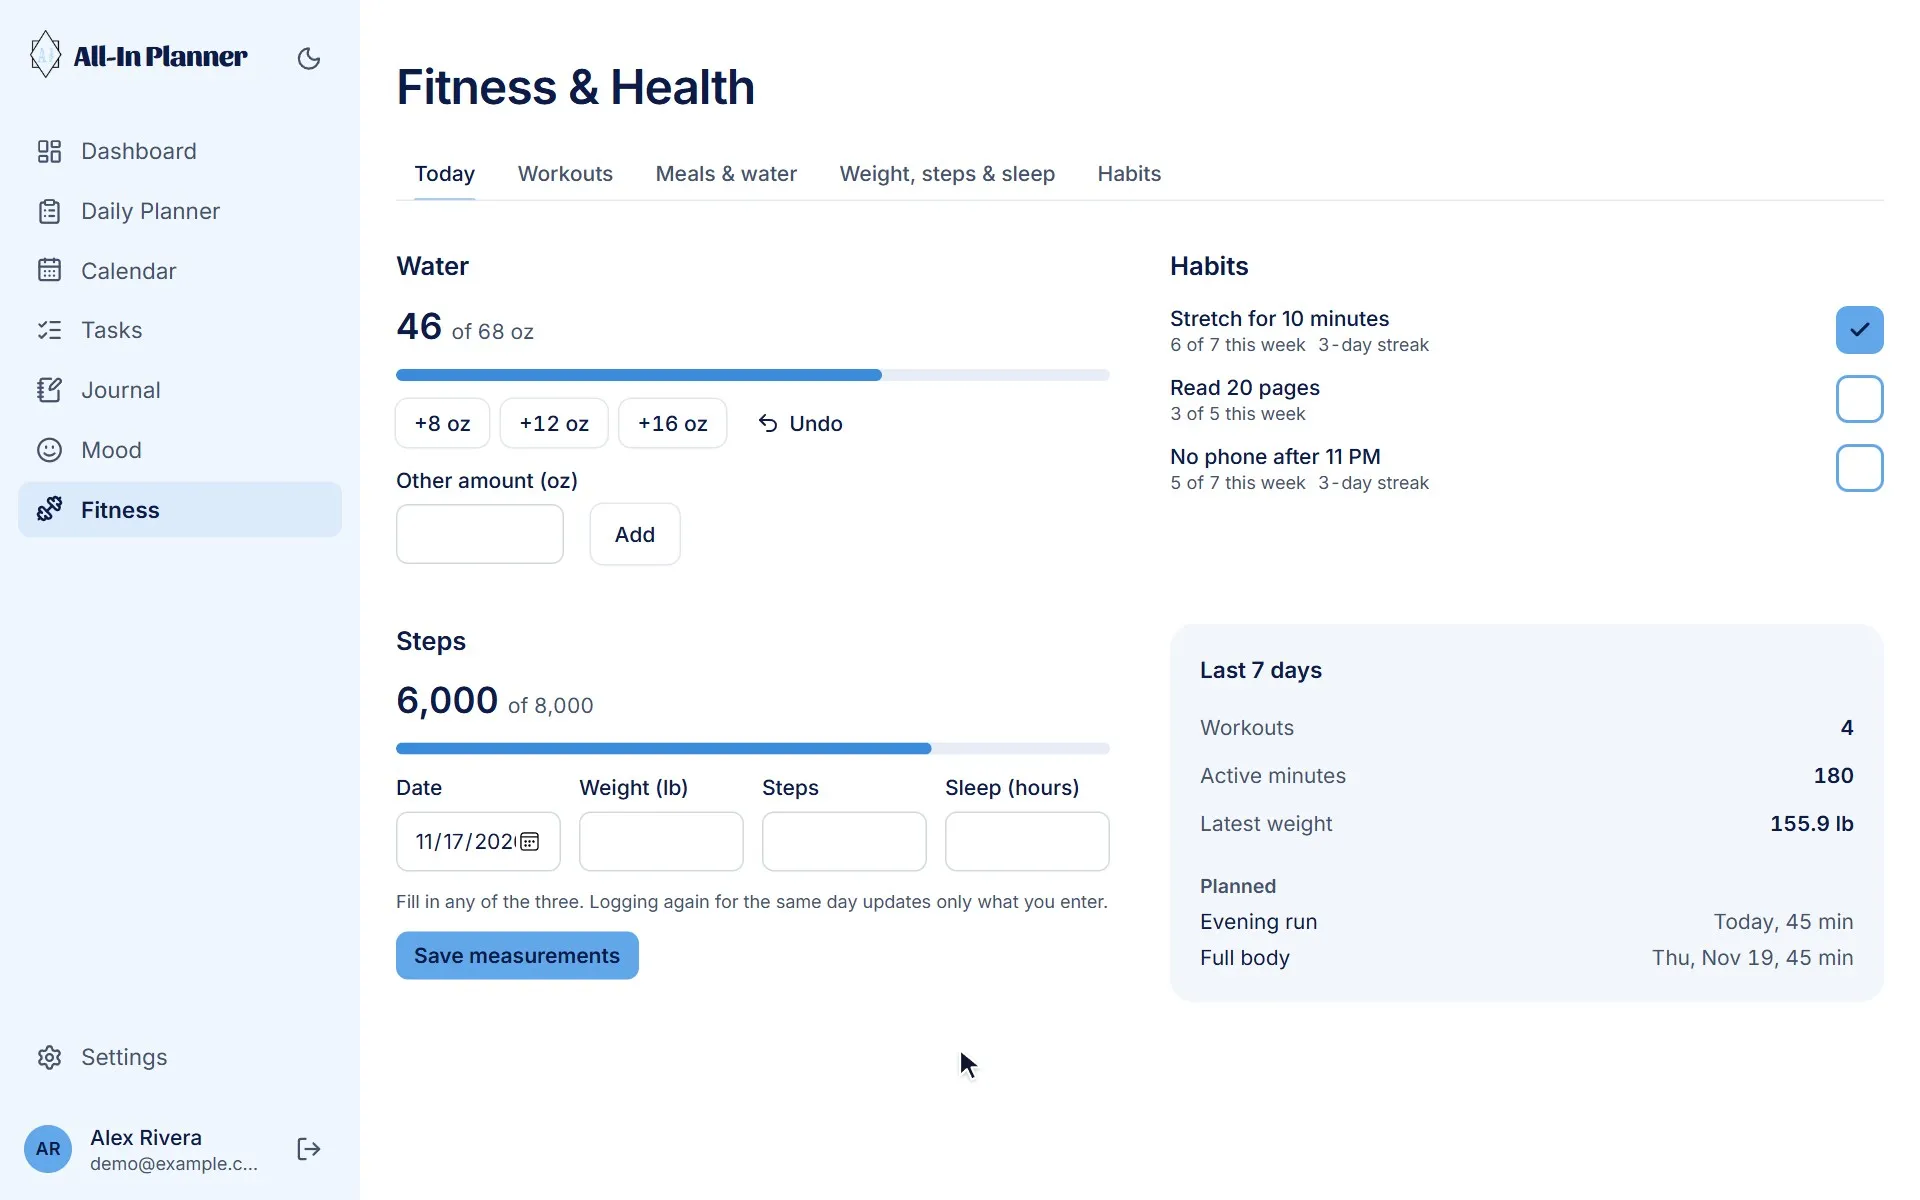 All-In Planner
Dashboard
Daily Planner
Calendar
Tasks
Journal
Mood
Fitness
Settings
AR
Alex Rivera
demo@example.c...
Fitness & Health
Today
Workouts
Meals & water
Weight, steps & sleep
Habits
Water
46 of 68 oz
+8 oz
+12 oz
+16 oz
Undo
Other amount (oz)
Add
Habits
Stretch for 10 minutes
6 of 7 this week 3-day streak
Read 20 pages
3 of 5 this week
No phone after 11 PM
5 of 7 this week 3-day streak
Steps
6,000 of 8,000
Date
Weight (lb)
Steps
Sleep (hours)
11/17/202
Fill in any of the three. Logging again for the same day updates only what you enter.
Save measurements
Last 7 days
Workouts 4
Active minutes 180
Latest weight 155.9 lb
Planned
Evening run Today, 45 min
Full body Thu, Nov 19, 45 min